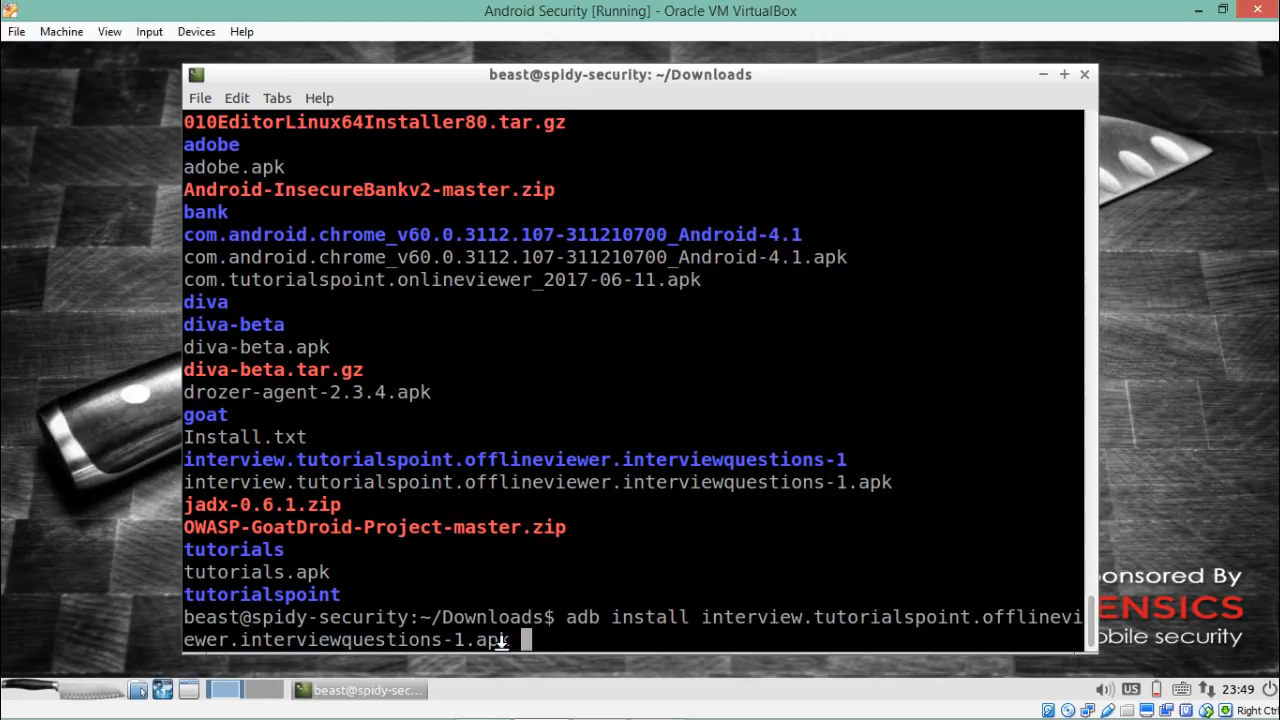 Android Security [Running] - Oracle VM VirtualBox
File Machine View Input Devices Help
beast@spidy-security: ~/Downloads
File Edit Tabs Help
010EditorLinux64Installer80.tar.gz
adobe
adobe.apk
Android-InsecureBankv2-master.zip
bank
com.android.chrome_v60.0.3112.107-311210700_Android-4.1
com.android.chrome_v60.0.3112.107-311210700_Android-4.1.apk
com.tutorialspoint.onlineviewer_2017-06-11.apk
diva
diva-beta
diva-beta.apk
diva-beta.tar.gz
drozer-agent-2.3.4.apk
goat
Install.txt
interview.tutorialspoint.offlineviewer.interviewquestions-1
interview.tutorialspoint.offlineviewer.interviewquestions-1.apk
jadx-0.6.1.zip
OWASP-GoatDroid-Project-master.zip
tutorials
tutorials.apk
tutorialspoint
beast@spidy-security:~/Downloads$ adb install interview.tutorialspoint.offlinevi
ewer.interviewquestions-1.apk
onsored By
ENSICS
obile security
beast@spidy-sec...
US
23:49
Right Ctrl